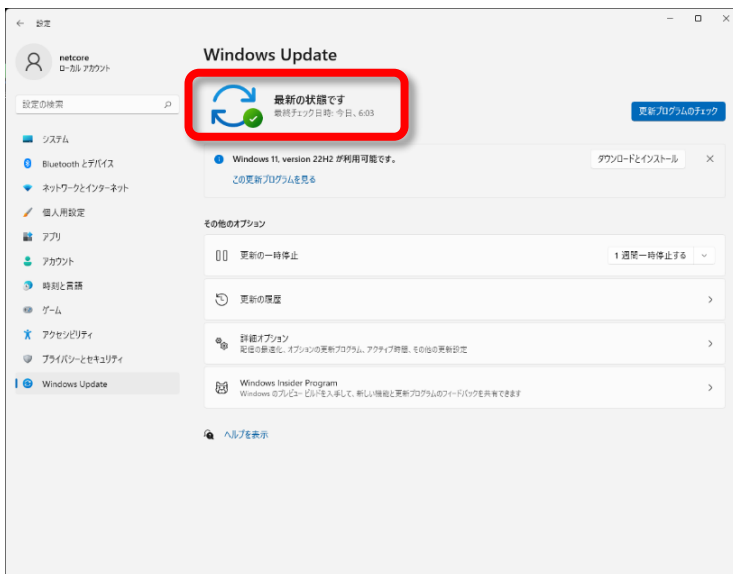 設定
netcore
ローカル アカウント
設定の検索
システム
Bluetooth とデバイス
ネットワークとインターネット
個人用設定
アプリ
アカウント
時刻と言語
ゲーム
アクセシビリティ
プライバシーとセキュリティ
Windows Update
Windows Update
最新の状態です
最終チェック日時: 今日、6:03
更新プログラムのチェック
Windows 11, version 22H2 が利用可能です。
ダウンロードとインストール
この更新プログラムを見る
その他のオプション
更新の一時停止
1 週間一時停止する
更新の履歴
詳細オプション
配信の最適化、オプションの更新プログラム、アクティブ時間、その他の更新設定
Windows Insider Program
Windows のプレビュー ビルドを入手して、新しい機能と更新プログラムのフィードバックを共有できます
ヘルプを表示